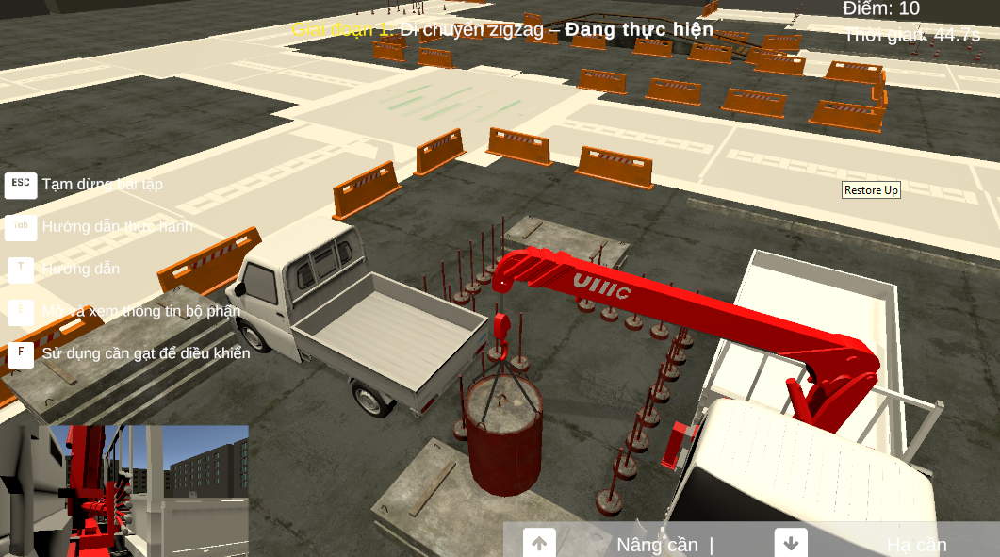 Điểm: 10
Giai đoạn 1: Di chuyển zigzag – Đang thực hiện
Thời gian: 44.7s
ESC Tạm dừng bài tập
Restore Up
Tab Hướng dẫn thực hành
T Hướng dẫn
UNIC
E Mở và xem thông tin bộ phận
F Sử dụng cần gạt để điều khiển
Nâng cần | Hạ cần